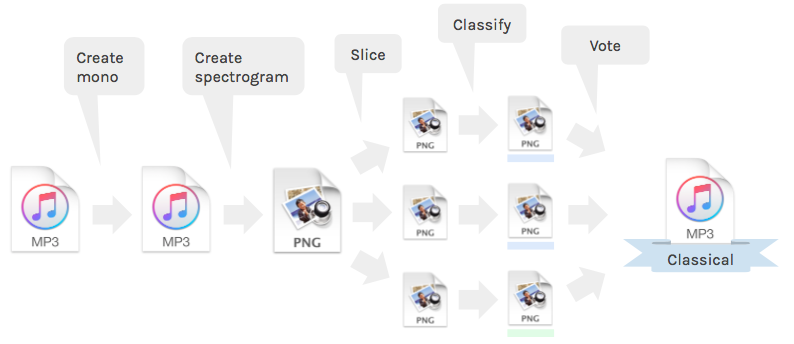 Create
mono
Create
spectrogram
Slice
Classify
Vote
MP3
MP3
PNG
PNG
PNG
PNG
PNG
PNG
PNG
MP3
Classical